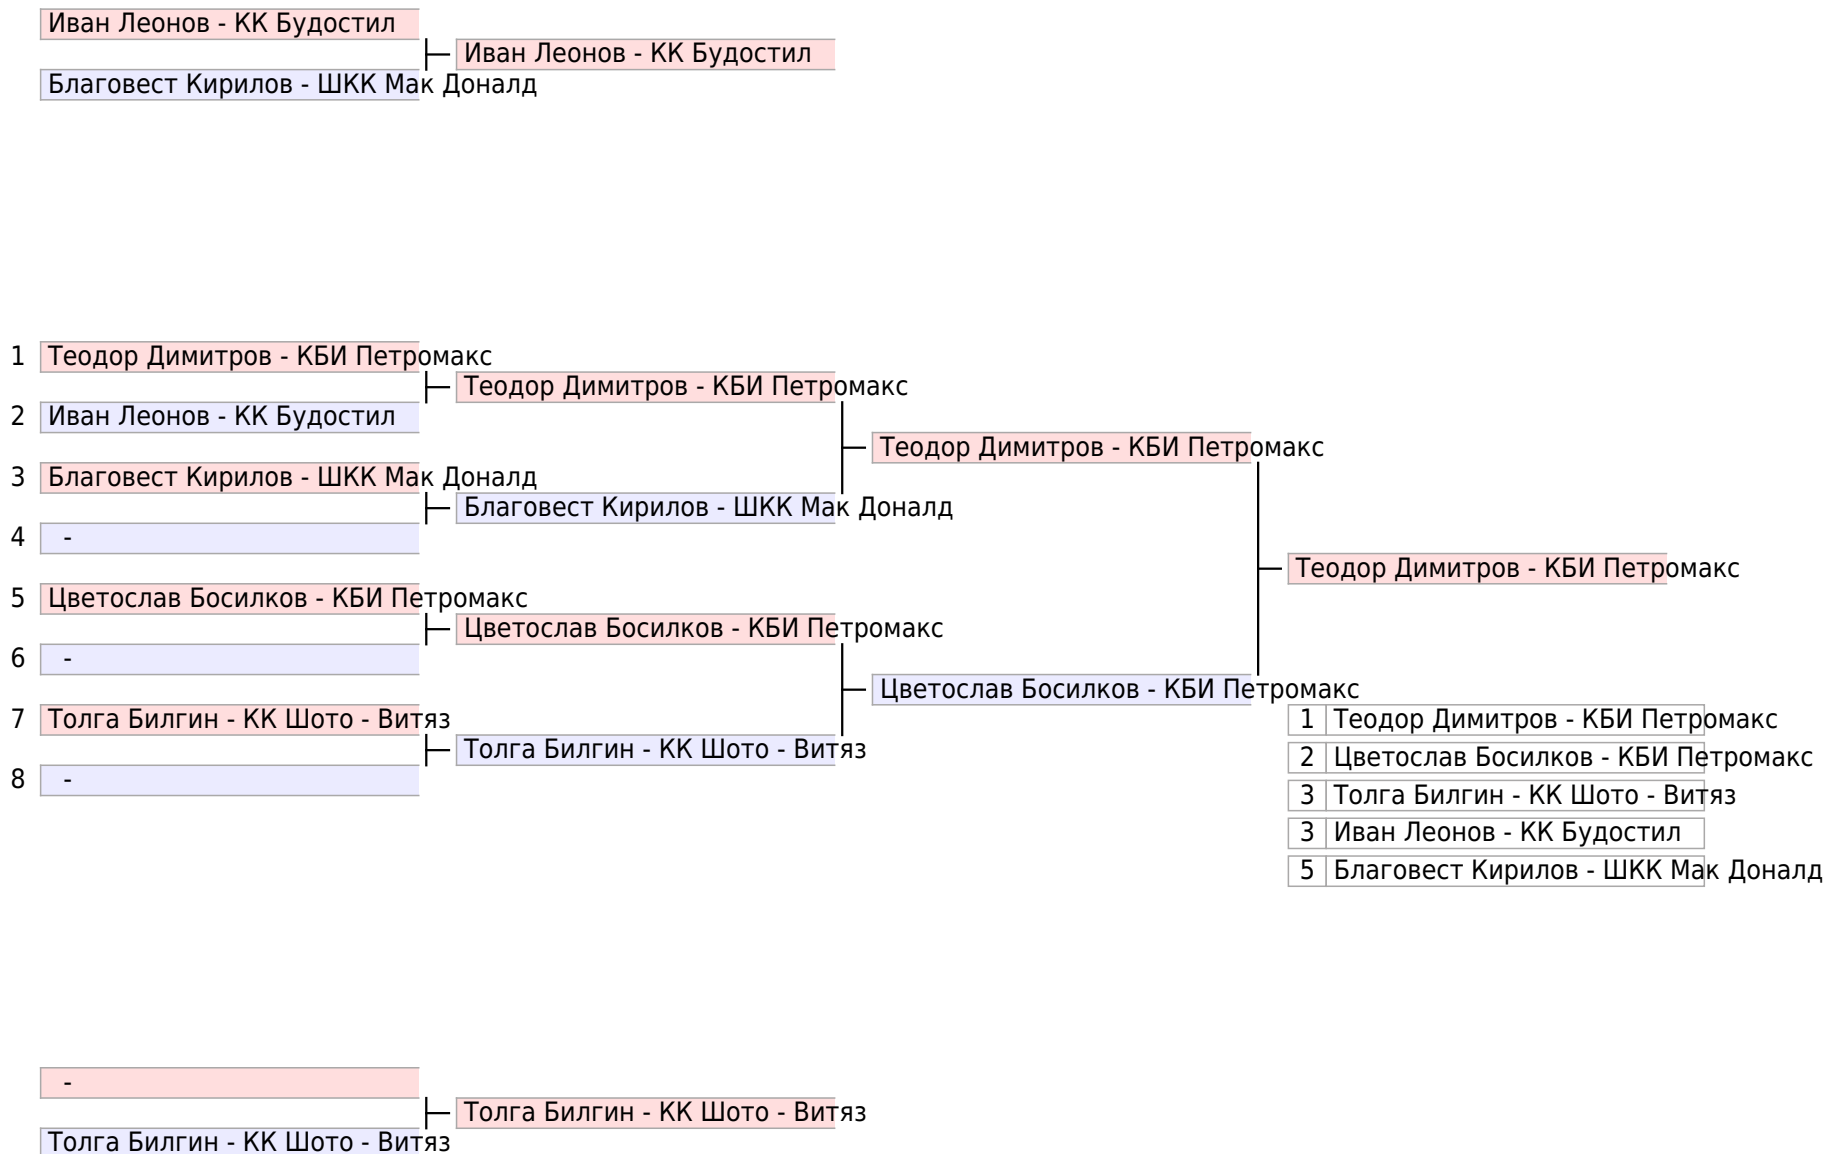 Иван Леонов - КК Будостил
Иван Леонов - КК Будостил
Благовест Кирилов - ШКК Мак Доналд
1 Теодор Димитров - КБИ Петромакс
Теодор Димитров - КБИ Петромакс
2 Иван Леонов - КК Будостил
Теодор Димитров - КБИ Петромакс
3 Благовест Кирилов - ШКК Мак Доналд
Благовест Кирилов - ШКК Мак Доналд
4 -
Теодор Димитров - КБИ Петромакс
5 Цветослав Босилков - КБИ Петромакс
Цветослав Босилков - КБИ Петромакс
6 -
Цветослав Босилков - КБИ Петромакс
7 Толга Билгин - КК Шото - Витяз
Толга Билгин - КК Шото - Витяз
8 -
1 Теодор Димитров - КБИ Петромакс
2 Цветослав Босилков - КБИ Петромакс
3 Толга Билгин - КК Шото - Витяз
3 Иван Леонов - КК Будостил
5 Благовест Кирилов - ШКК Мак Доналд
-
Толга Билгин - КК Шото - Витяз
Толга Билгин - КК Шото - Витяз